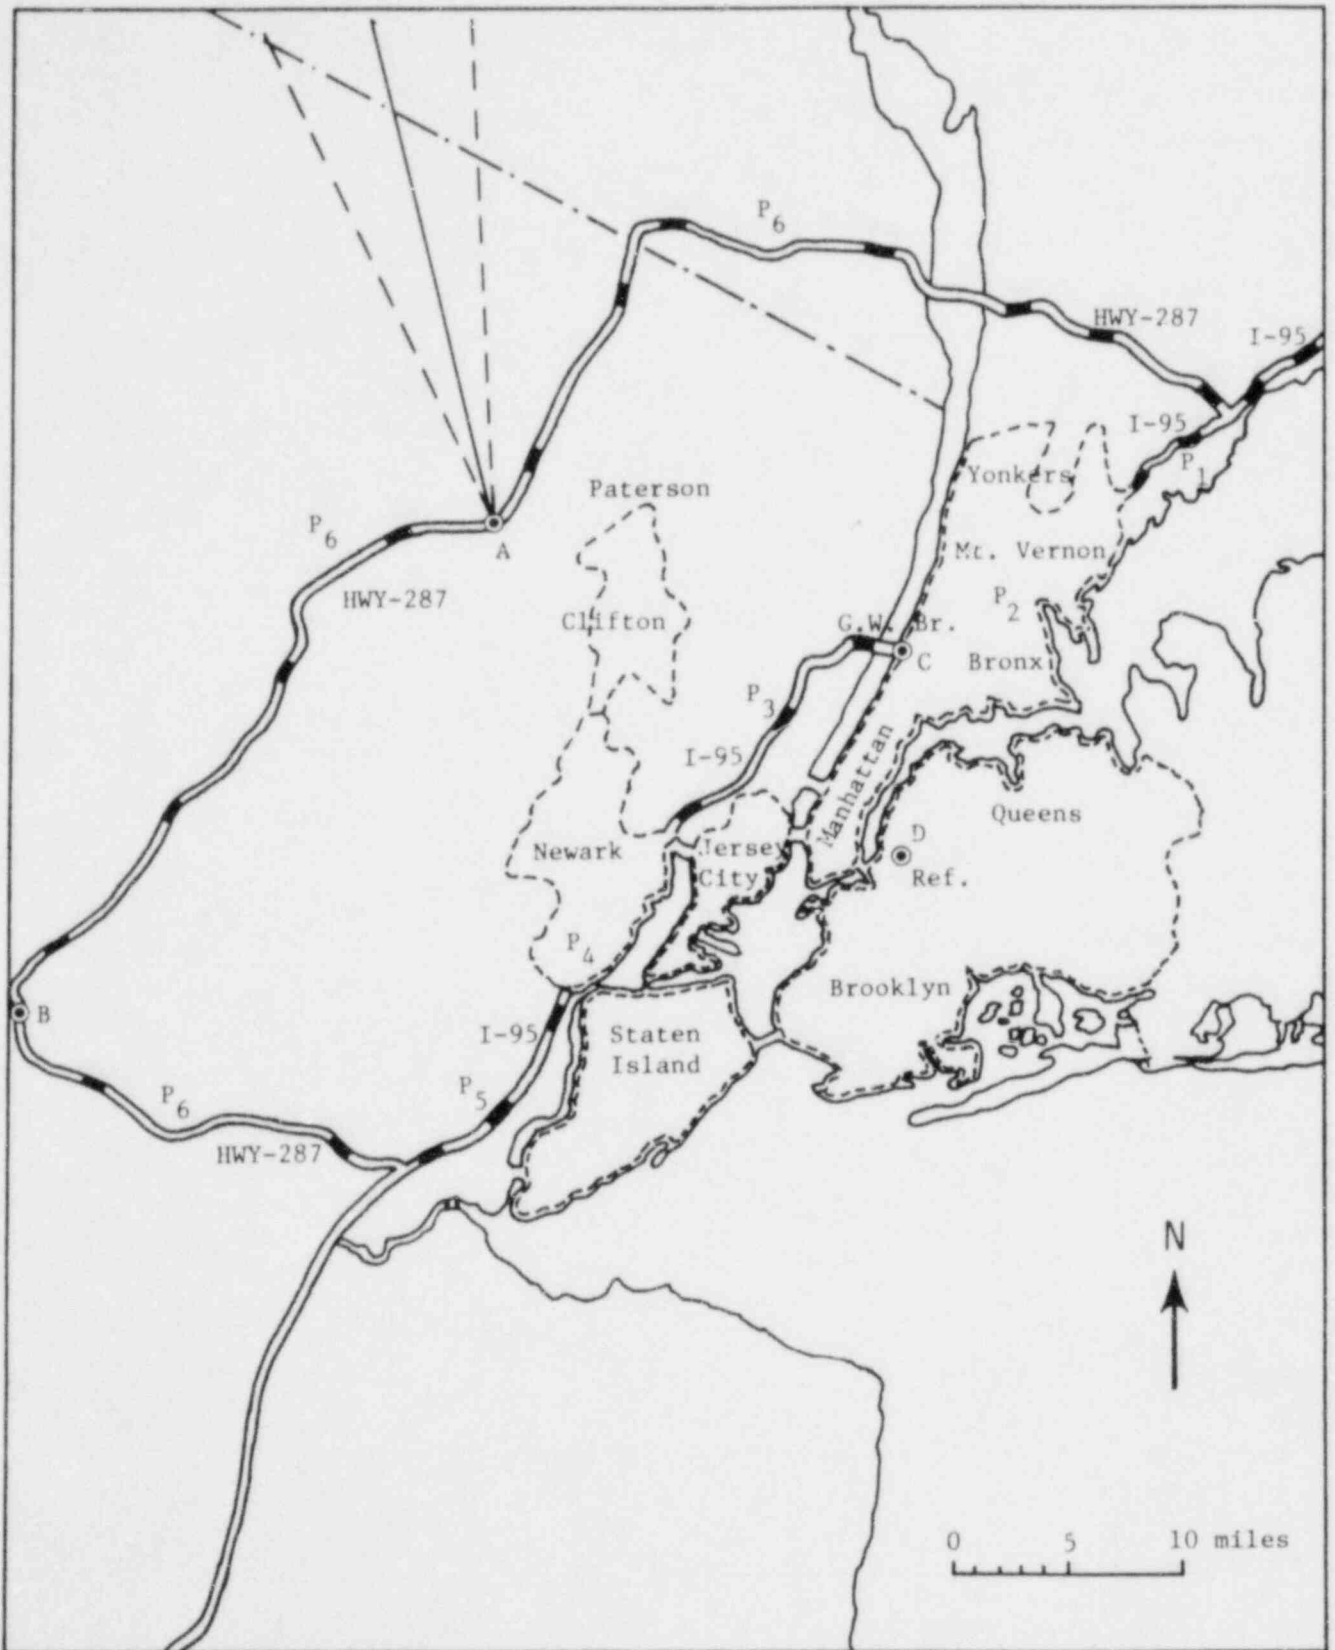 P6
HWY-287
I-95
I-95
P1
Yonkers
Paterson
P6
A
Mt. Vernon
HWY-287
P2
Clifton
G.W. Br.
C
Bronx
P3
I-95
Manhattan
Queens
D
Newark
Jersey
City
Ref.
P4
Brooklyn
B
I-95
Staten
Island
P5
P6
HWY-287
N
0 5 10 miles